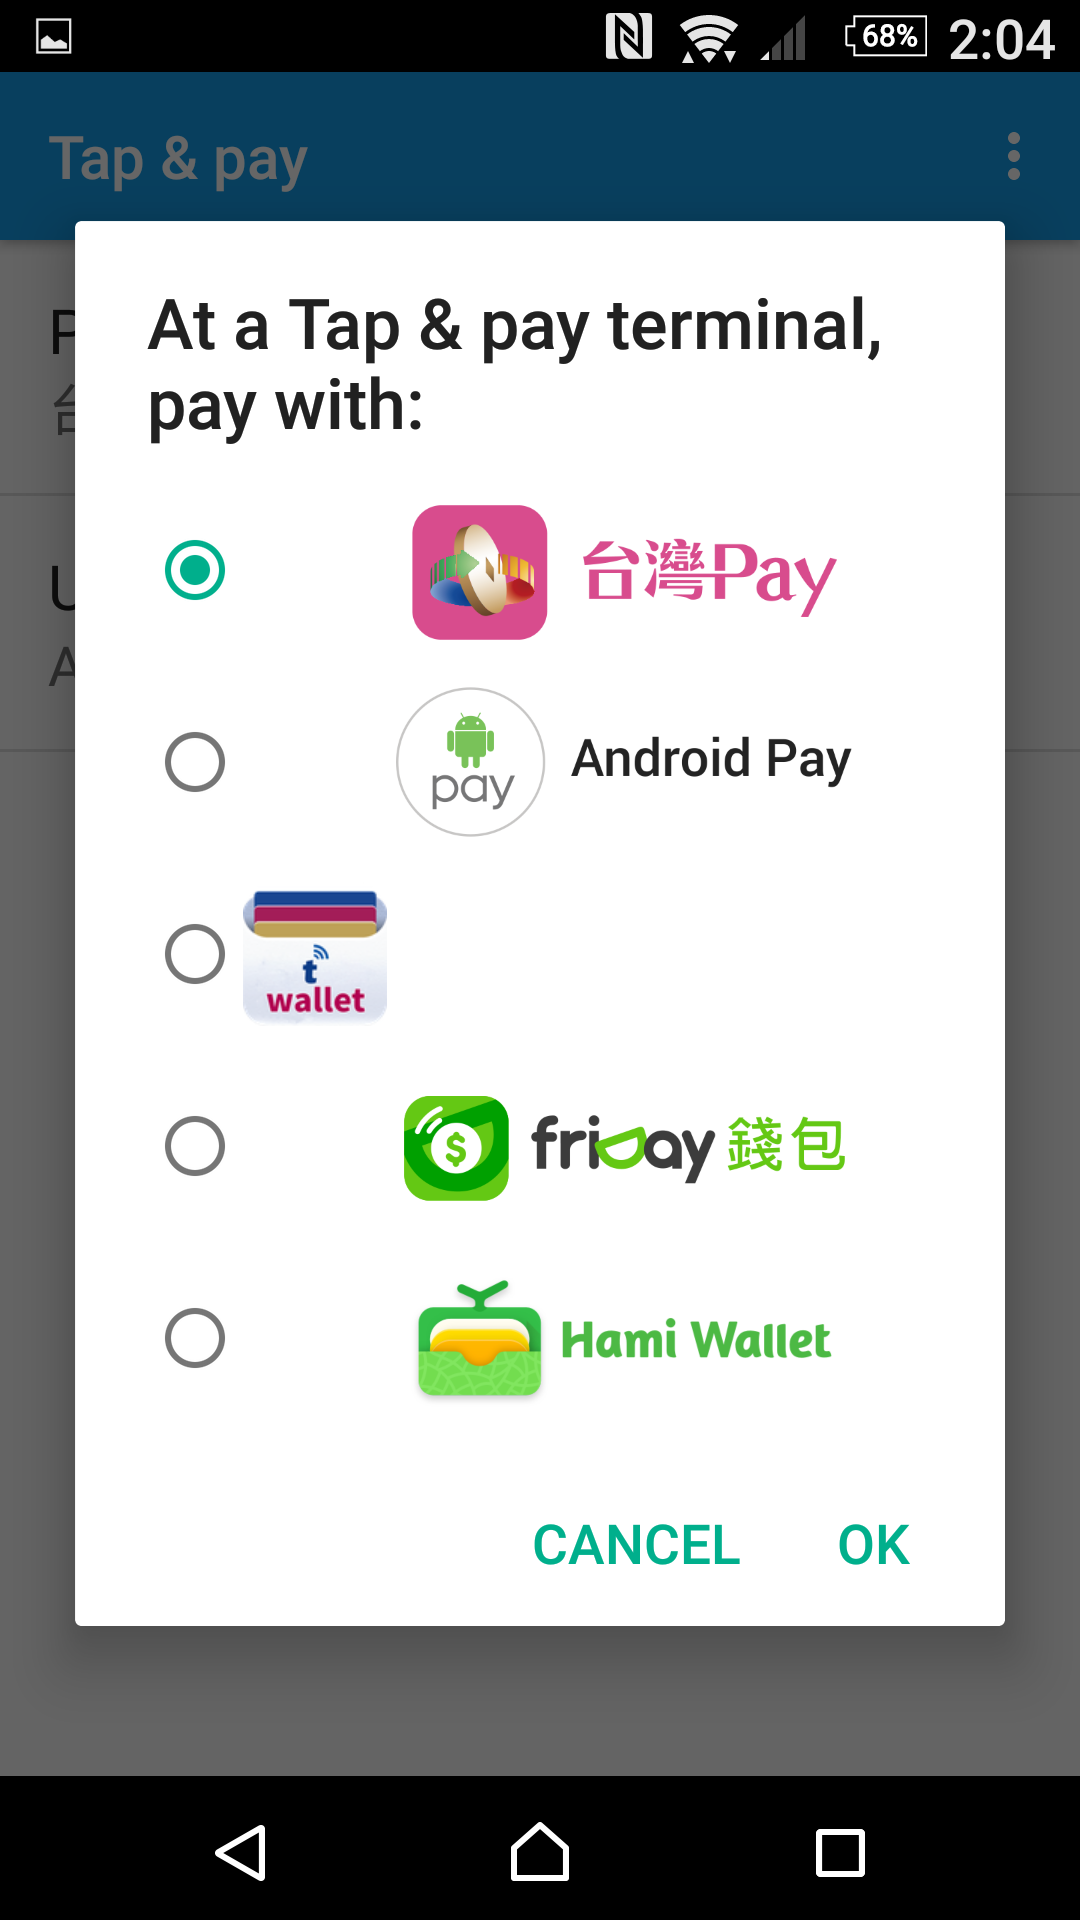 68% 2:04
Tap & pay
At a Tap & pay terminal,
pay with:
台灣Pay
pay Android Pay
t wallet
$ friDay 錢包
Hami Wallet
CANCEL OK